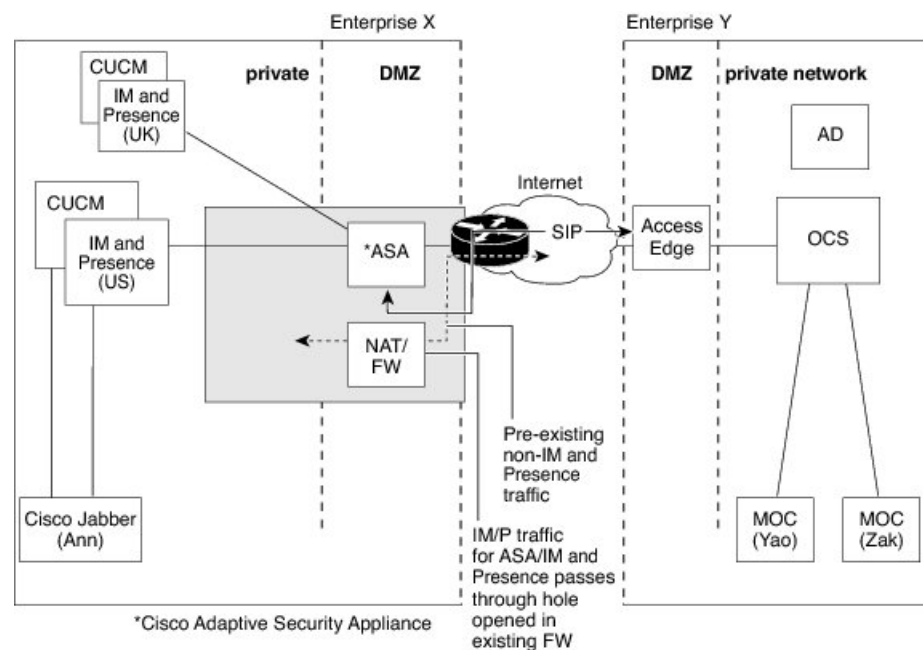 Enterprise X
Enterprise Y
private
DMZ
DMZ
private network
CUCM
IM and
Presence
(UK)
AD
CUCM
IM and
Presence
(US)
*ASA
Internet
SIP
Access
Edge
OCS
NAT/
FW
Pre-existing
non-IM and
Presence
traffic
Cisco Jabber
(Ann)
IM/P traffic
for ASA/IM and
Presence passes
through hole
opened in
existing FW
MOC
(Yao)
MOC
(Zak)
*Cisco Adaptive Security Appliance